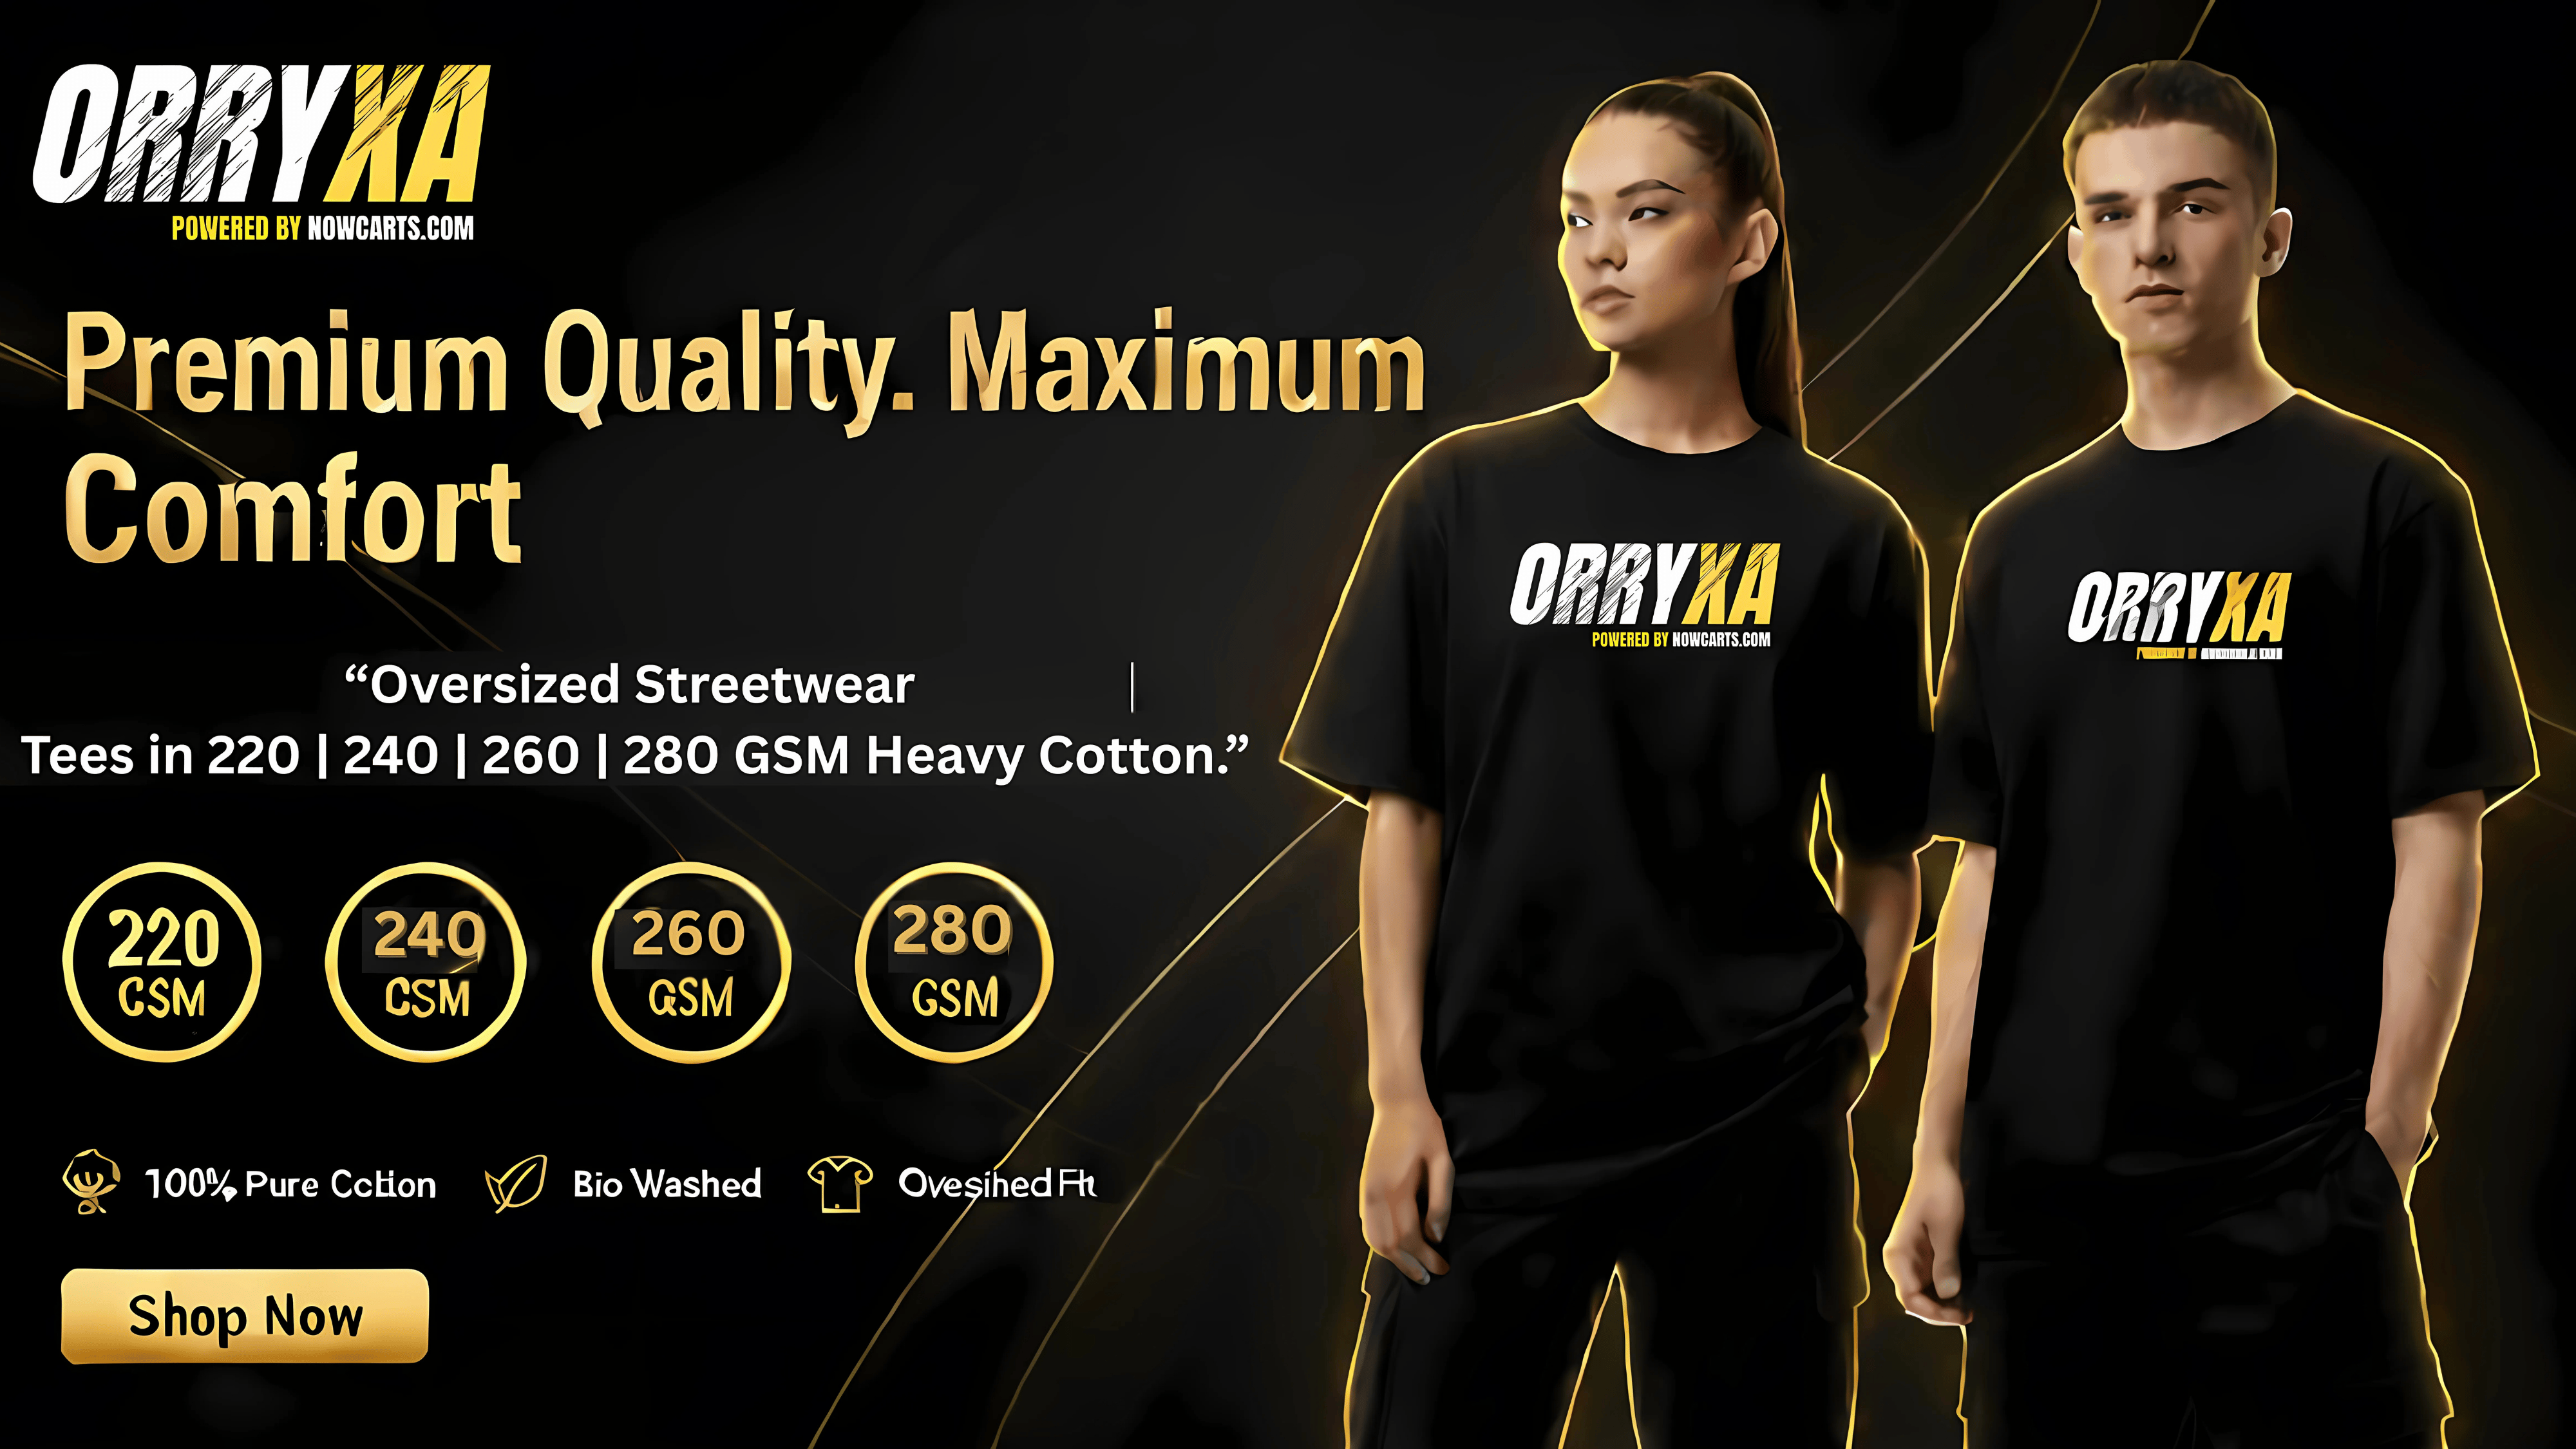 ORRYXA
POWERED BY NOWCARTS.COM
Premium Quality. Maximum
Comfort
“Oversized Streetwear |
Tees in 220 | 240 | 260 | 280 GSM Heavy Cotton.”
220
CSM
240
CSM
260
GSM
280
GSM
100% Pure Cctton
Bio Washed
Ovesihed Fit
Shop Now
ORRYXA
POWERED BY NOWCARTS.COM
ORRYXA